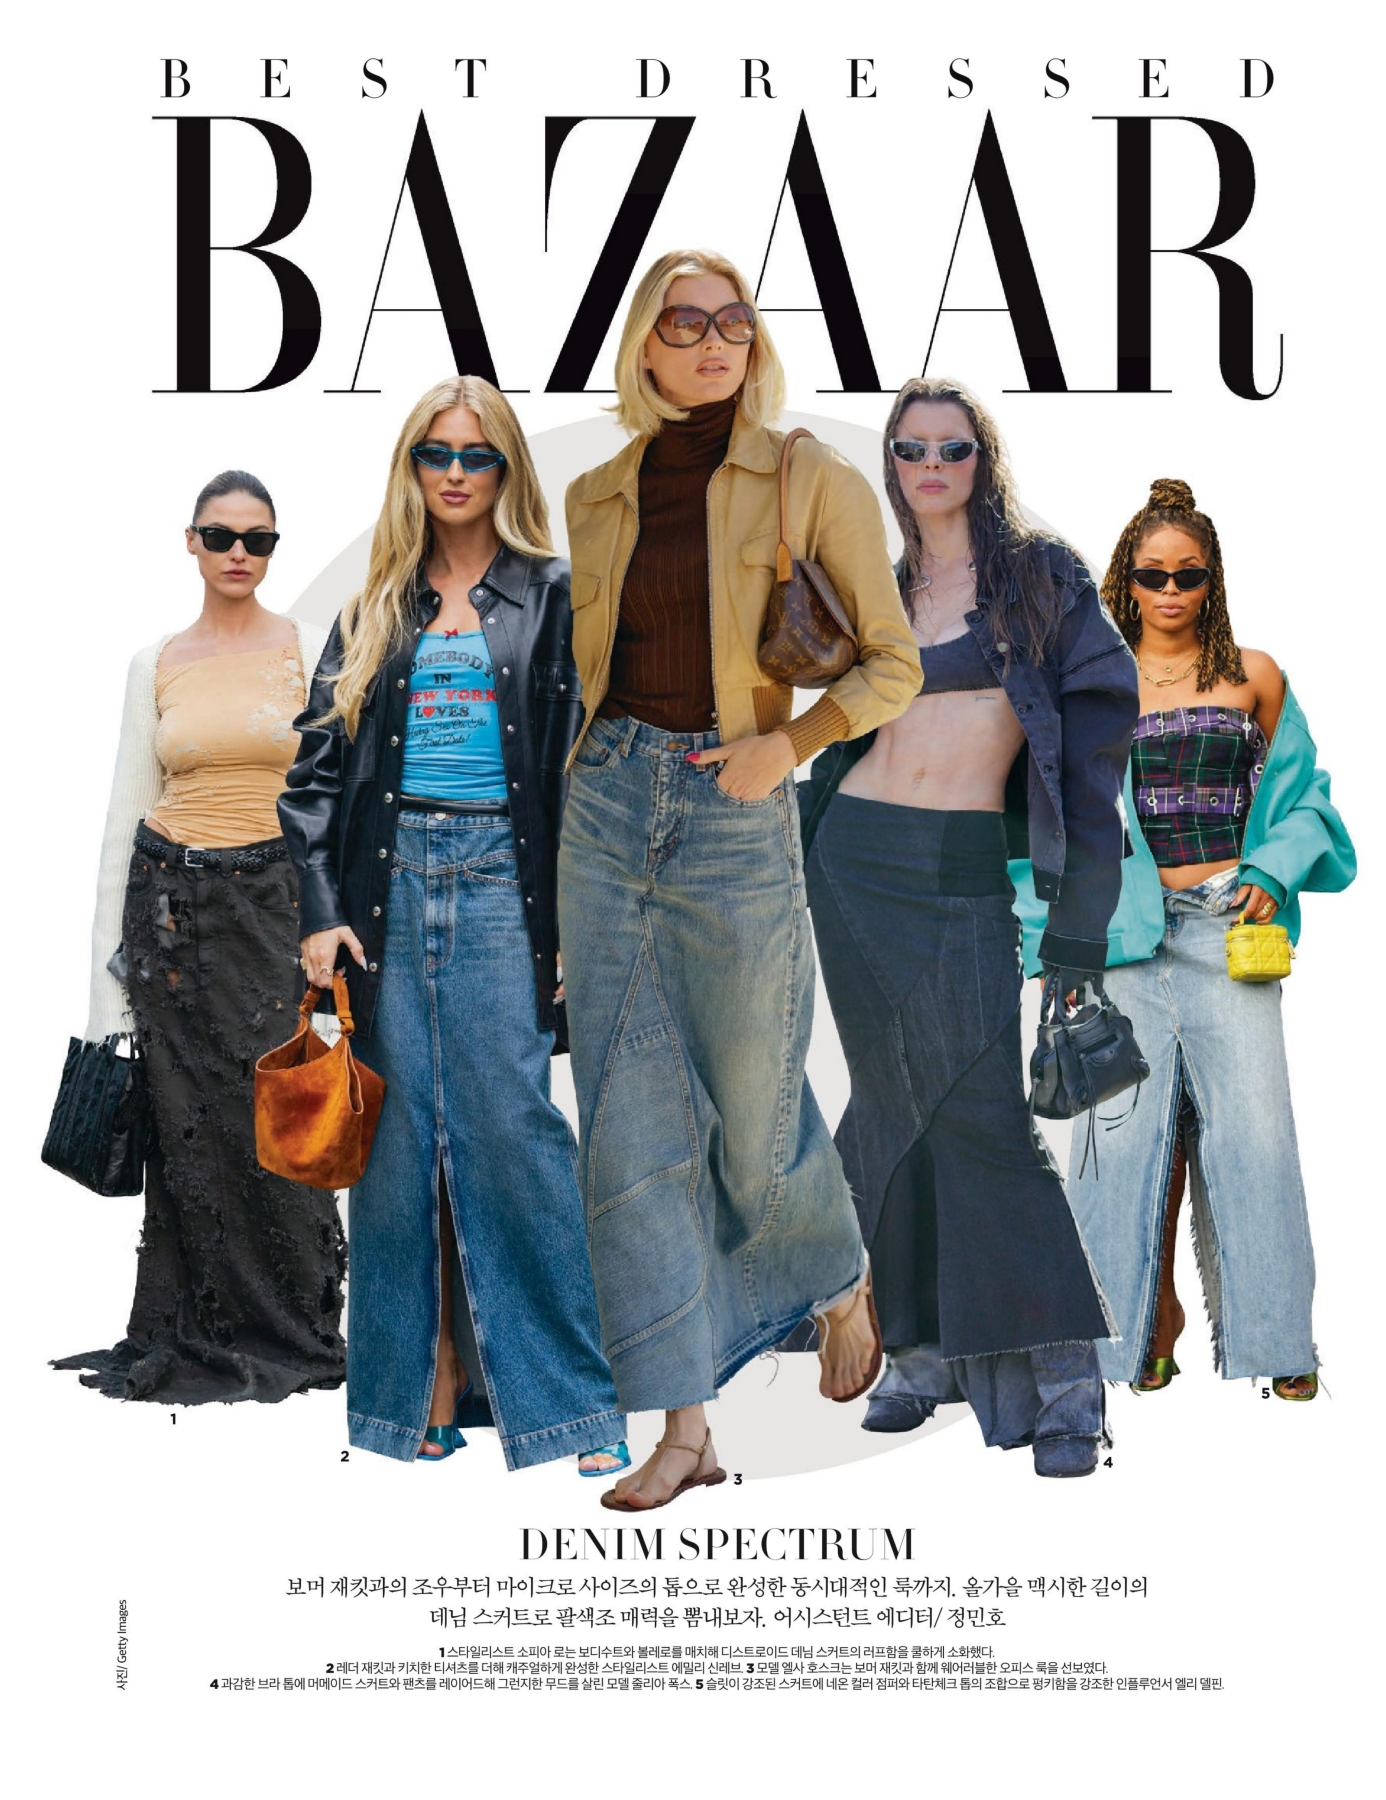 BEST DRESSED
BAZAAR
OMEBODY
IN
NEW YORK
LOVES
1
2
3
4
5
DENIM SPECTRUM
보머 재킷과의 조우부터 마이크로 사이즈의 톱으로 완성한 동시대적인 룩까지. 올가을 맥시한 길이의
데님 스커트로 팔색조 매력을 뽐내보자. 어시스턴트 에디터/ 정민호
1 스타일리스트 소피아 로는 보디수트와 볼레로를 매치해 디스트로이드 데님 스커트의 러프함을 쿨하게 소화했다.
2 레더 재킷과 키치한 티셔츠를 더해 캐주얼하게 완성한 스타일리스트 에밀리 신레브. 3 모델 엘사 호스크는 보머 재킷과 함께 웨어러블한 오피스 룩을 선보였다.
4 과감한 브라 톱에 머메이드 스커트와 팬츠를 레이어드해 그런지한 무드를 살린 모델 줄리아 폭스. 5 슬릿이 강조된 스커트에 네온 컬러 점퍼와 타탄체크 톱의 조합으로 펑키함을 강조한 인플루언서 엘리 델핀.
사진/ Getty Images